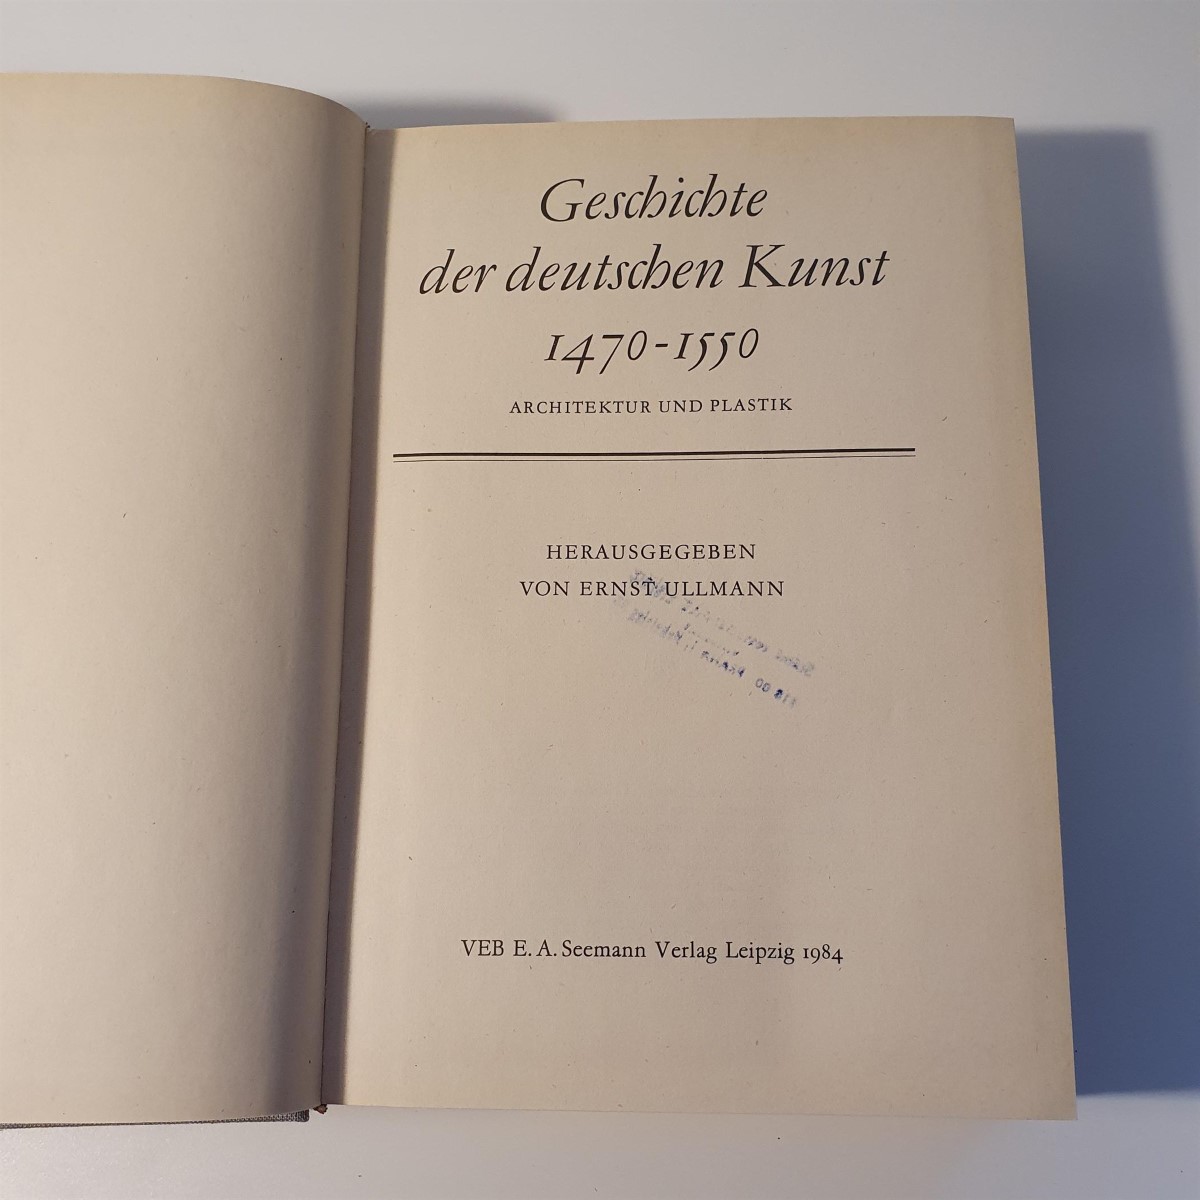 Geschichte
der deutschen Kunst
1470-1550
ARCHITEKTUR UND PLASTIK
HERAUSGEGEBEN
VON ERNST ULLMANN
VEB E. A. Seemann Verlag Leipzig 1984